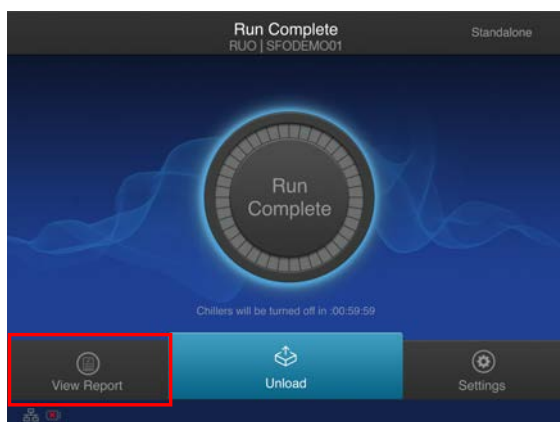 Run Complete
RUO | SFODEMO01
Standalone
Run
Complete
Chillers will be turned off in :00:59:59
View Report
Unload
Settings